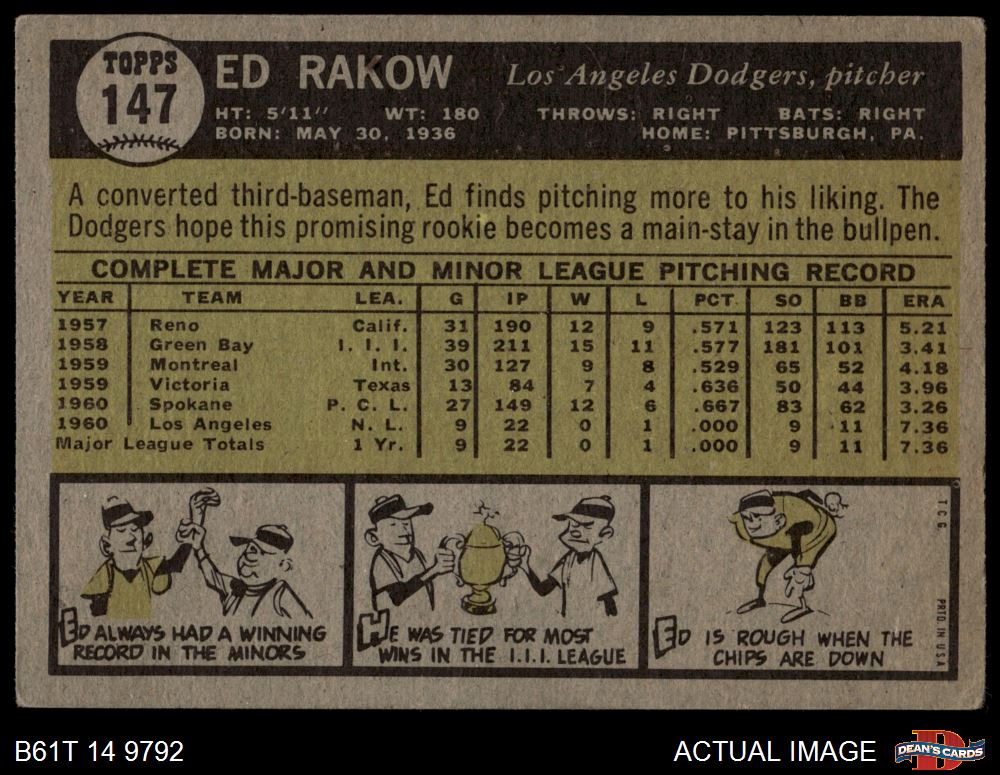 TOPPS
147
ED RAKOW
Los Angeles Dodgers, pitcher
HT: 5'11" WT: 180 THROWS: RIGHT BATS: RIGHT
BORN: MAY 30, 1936 HOME: PITTSBURGH, PA.
A converted third-baseman, Ed finds pitching more to his liking. The
Dodgers hope this promising rookie becomes a main-stay in the bullpen.
COMPLETE MAJOR AND MINOR LEAGUE PITCHING RECORD
YEAR TEAM LEA. G IP W L PCT. SO BB ERA
1957 Reno Calif. 31 190 12 9 .571 123 113 5.21
1958 Green Bay I. I. I. 39 211 15 11 .577 181 101 3.41
1959 Montreal Int. 30 127 9 8 .529 65 52 4.18
1959 Victoria Texas 13 84 7 4 .636 50 44 3.96
1960 Spokane P. C. L. 27 149 12 6 .667 83 62 3.26
1960 Los Angeles N. L. 9 22 0 1 .000 9 11 7.36
Major League Totals 1 Yr. 9 22 0 1 .000 9 11 7.36
ED ALWAYS HAD A WINNING
RECORD IN THE MINORS
HE WAS TIED FOR MOST
WINS IN THE I.I.I. LEAGUE
ED IS ROUGH WHEN THE
CHIPS ARE DOWN
T.C.G. PRTD. IN U.S.A.
B61T 14 9792
ACTUAL IMAGE
D
DEAN'S CARDS